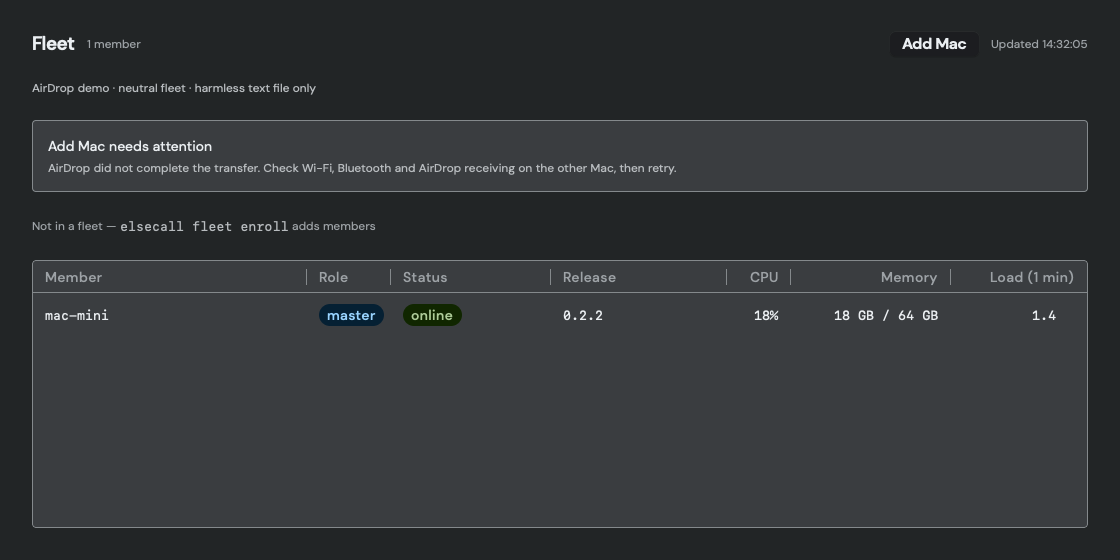 Fleet 1 member Add Mac Updated 14:32:05
AirDrop demo · neutral fleet · harmless text file only
Add Mac needs attention
AirDrop did not complete the transfer. Check Wi-Fi, Bluetooth and AirDrop receiving on the other Mac, then retry.
Not in a fleet — elsecall fleet enroll adds members
Member Role Status Release CPU Memory Load (1 min)
mac-mini master online 0.2.2 18% 18 GB / 64 GB 1.4